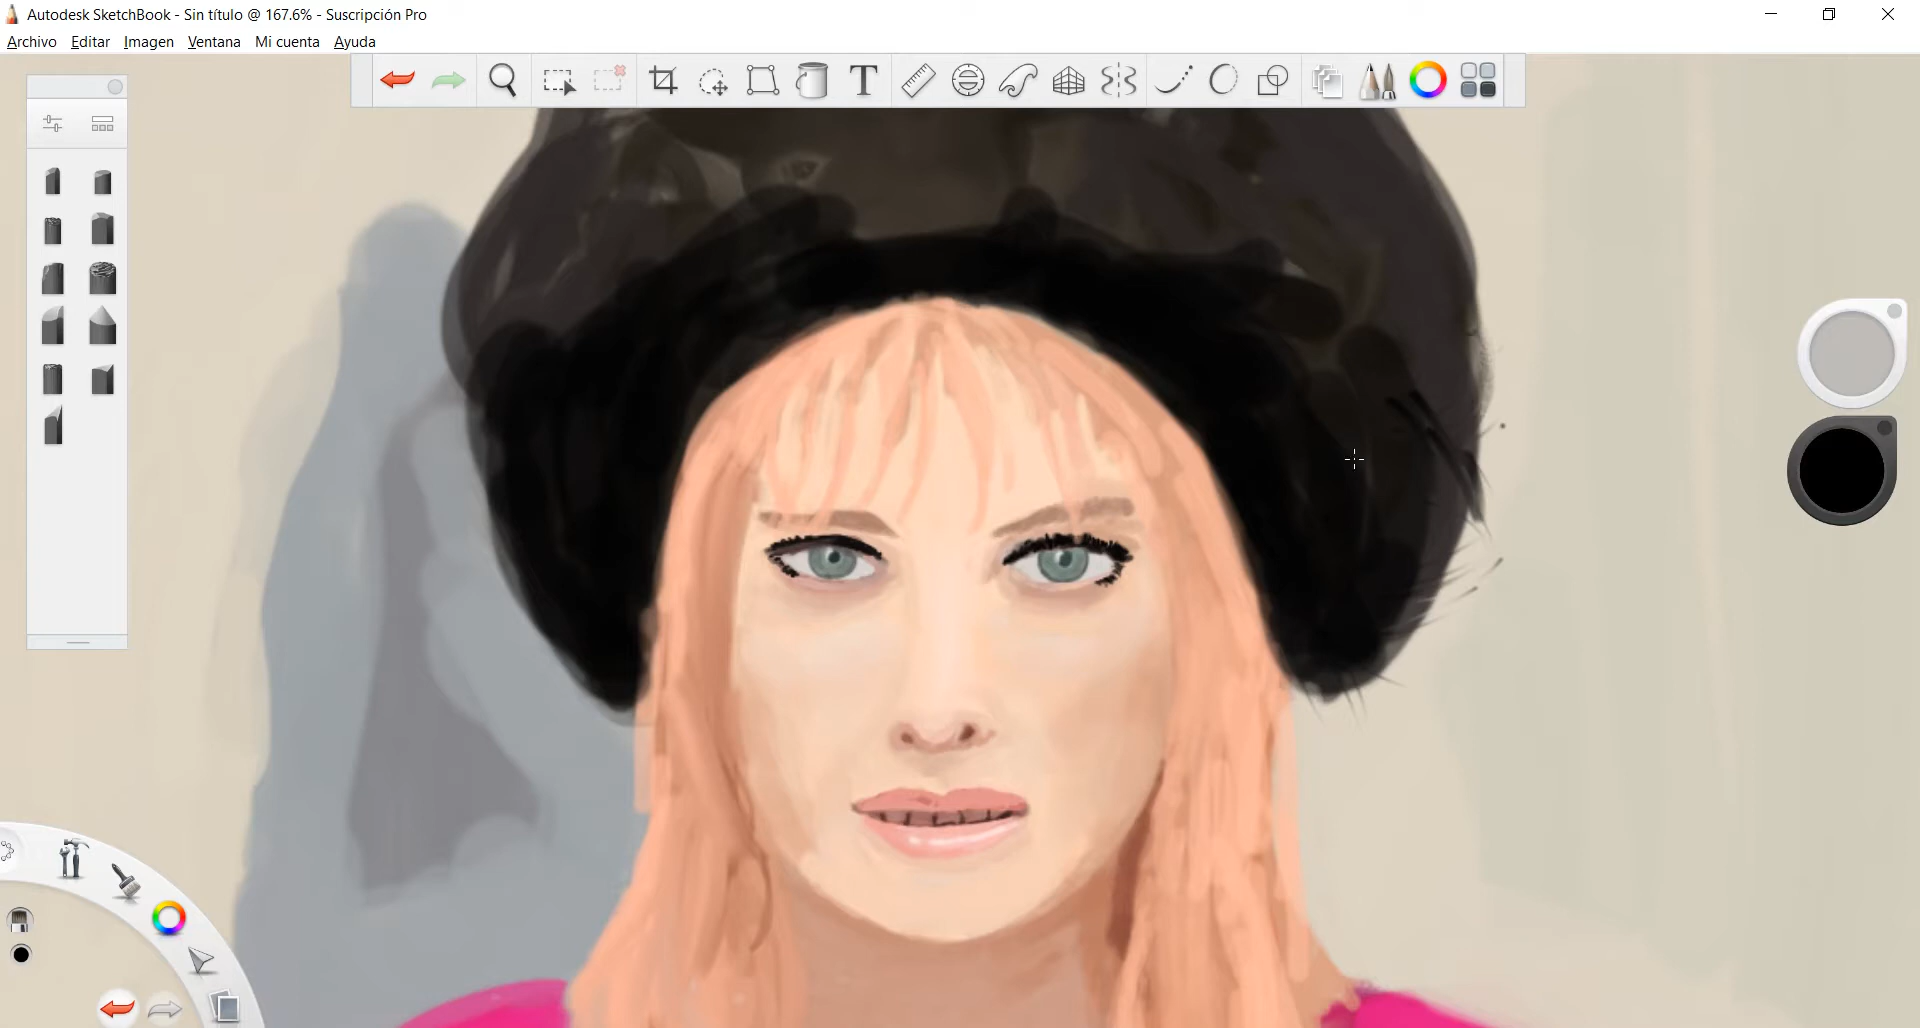 Autodesk SketchBook - Sin título @ 167.6% - Suscripción Pro
Archivo Editar Imagen Ventana Mi cuenta Ayuda
T